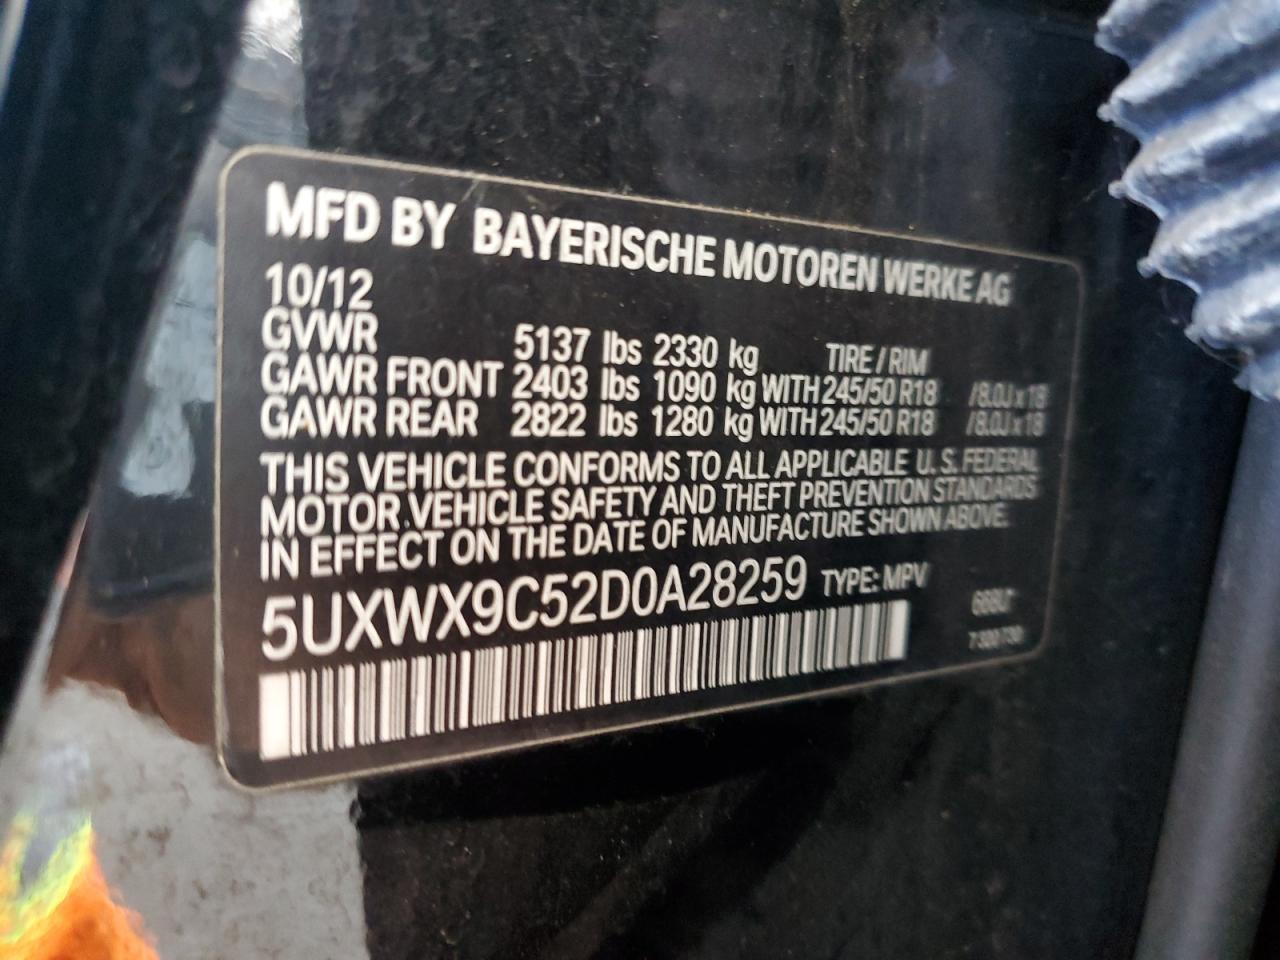 MFD BY BAYERISCHE MOTOREN WERKE AG
10/12
GVWR 5137 lbs 2330 kg TIRE / RIM
GAWR FRONT 2403 lbs 1090 kg WITH 245/50 R18 /8.0J x 18
GAWR REAR 2822 lbs 1280 kg WITH 245/50 R18 /8.0J x 18
THIS VEHICLE CONFORMS TO ALL APPLICABLE U.S. FEDERAL
MOTOR VEHICLE SAFETY AND THEFT PREVENTION STANDARDS
IN EFFECT ON THE DATE OF MANUFACTURE SHOWN ABOVE.
5UXWX9C52D0A28259 TYPE: MPV